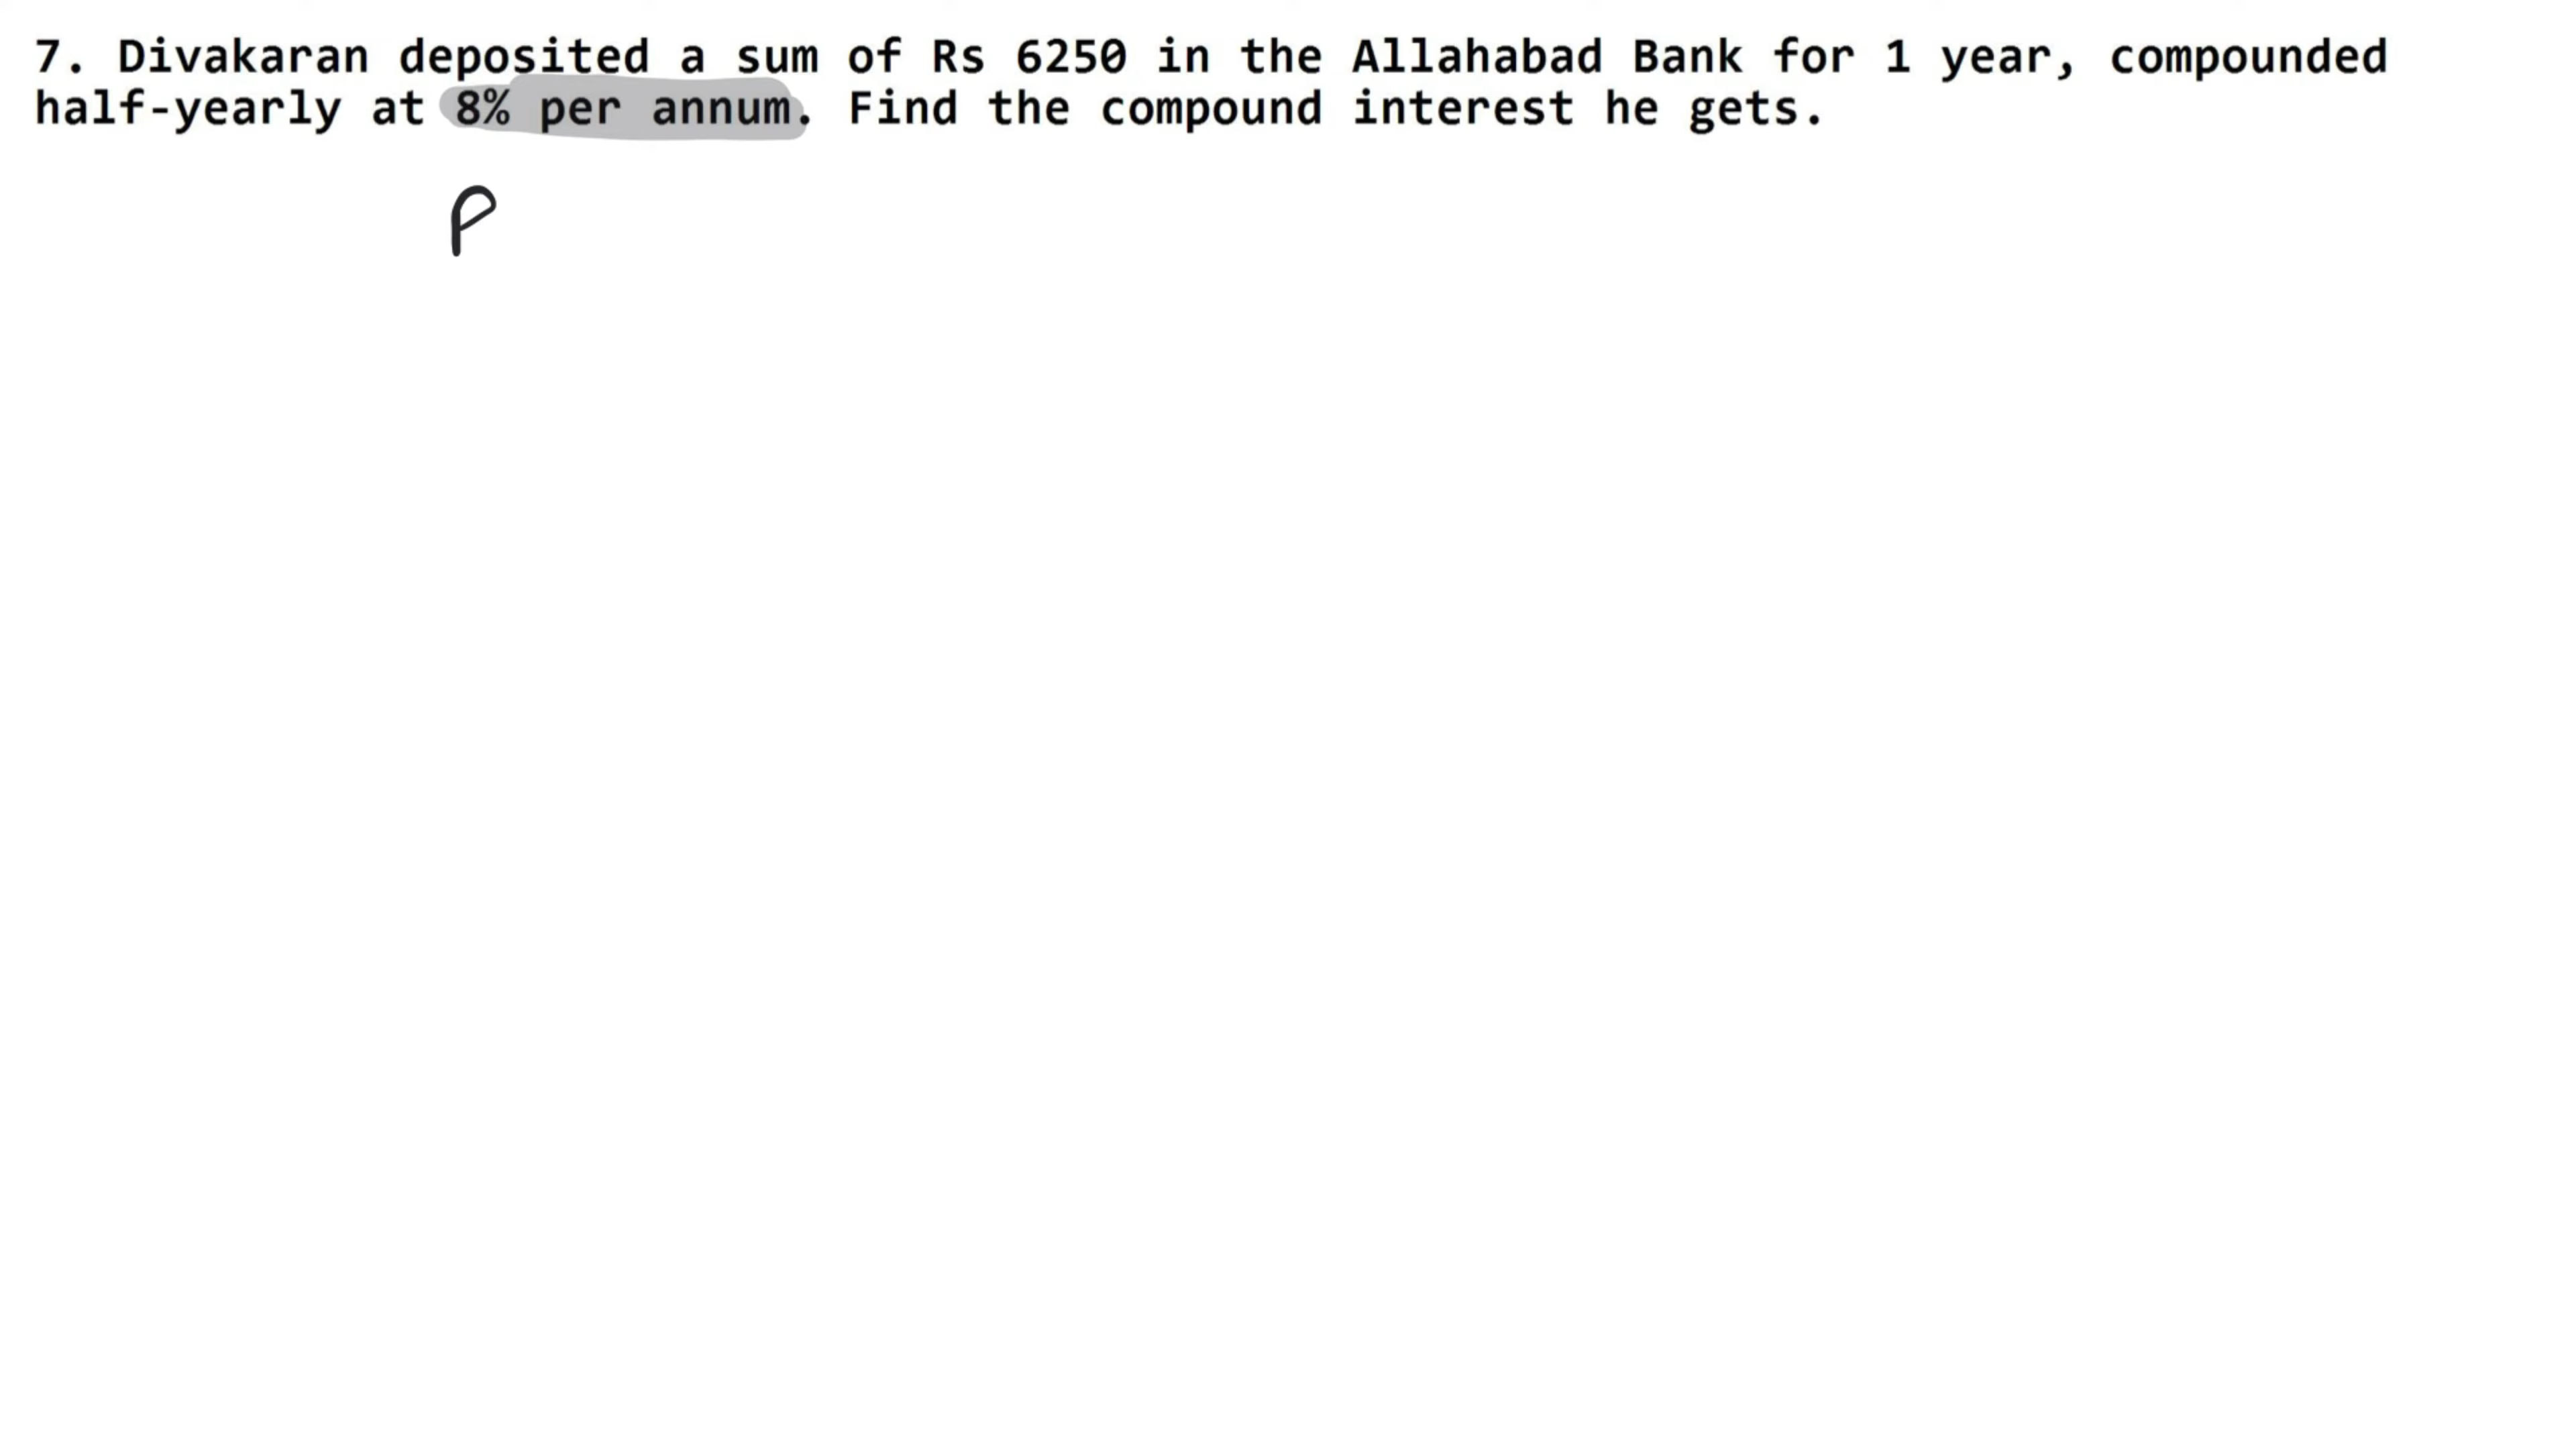 7. Divakaran deposited a sum of Rs 6250 in the Allahabad Bank for 1 year, compounded
half-yearly at 8% per annum. Find the compound interest he gets.
P